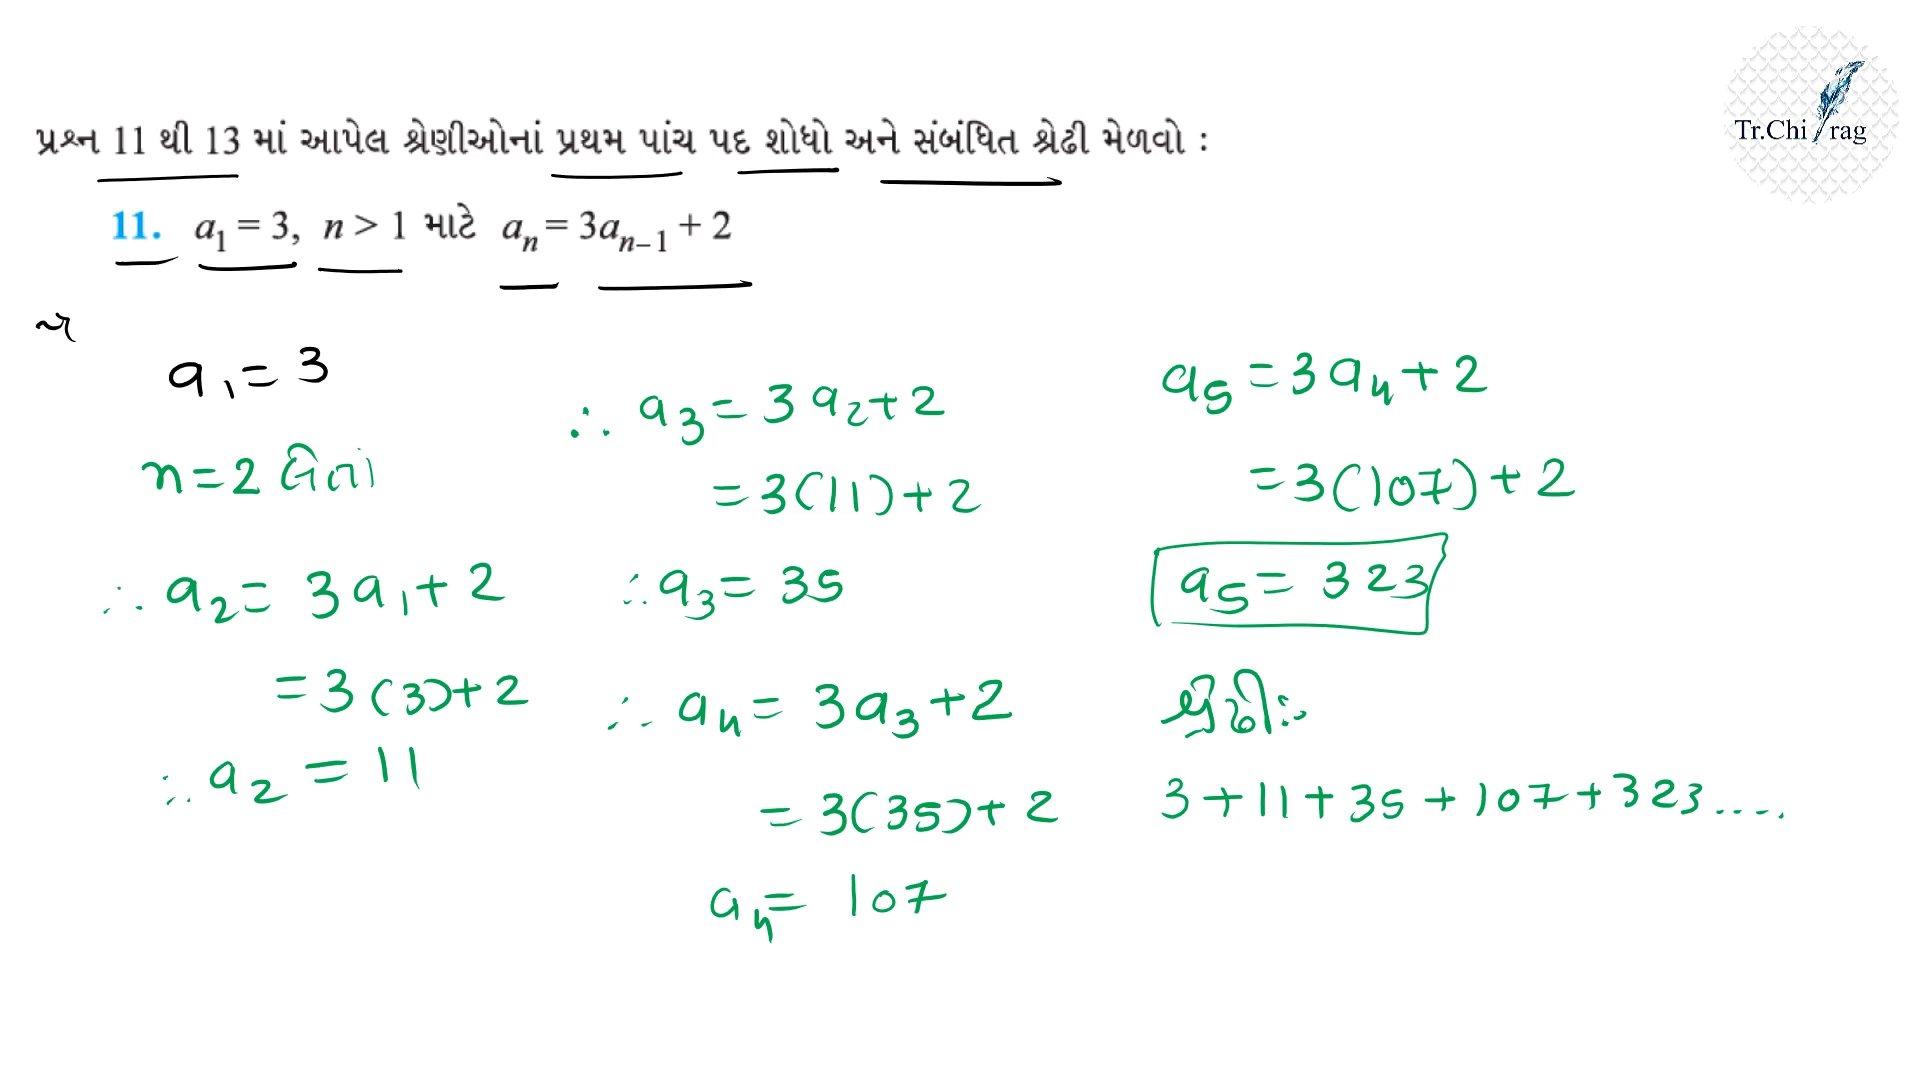 Tr.Chirag
પ્રશ્ન 11 થી 13 માં આપેલ શ્રેણીઓનાં પ્રથમ પાંચ પદ શોધો અને સંબંધિત શ્રેઢી મેળવો :
11. a₁ = 3, n > 1 માટે aₙ = 3aₙ₋₁ + 2
→
a₁ = 3
n = 2 લેતાં
∴ a₂ = 3a₁ + 2
= 3(3) + 2
∴ a₂ = 11
∴ a₃ = 3a₂ + 2
= 3(11) + 2
∴ a₃ = 35
∴ a₄ = 3a₃ + 2
= 3(35) + 2
a₄ = 107
a₅ = 3a₄ + 2
= 3(107) + 2
a₅ = 323
શ્રેઢી:-
3 + 11 + 35 + 107 + 323 ....